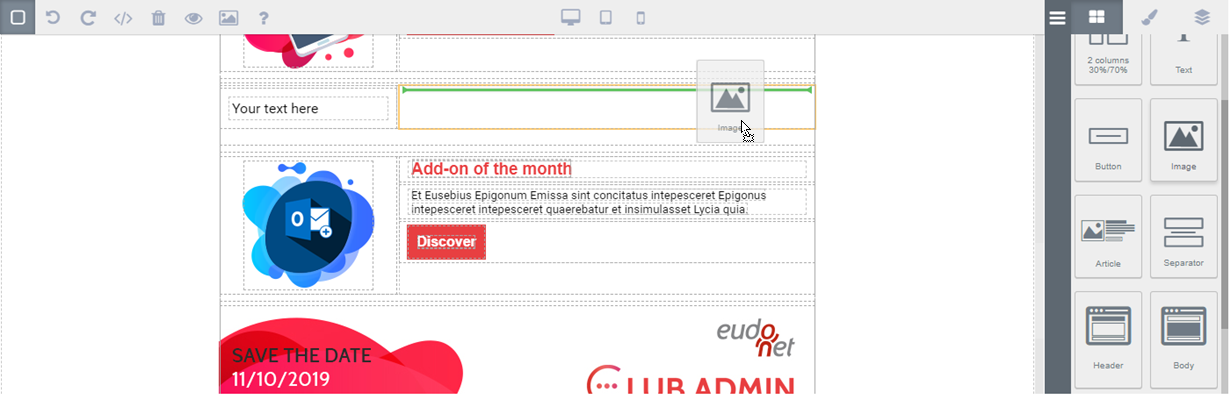 ?
2 columns
30%/70%
Text
Your text here
Image
Button
Image
Add-on of the month
Et Eusebius Epigonum Emissa sint concitatus intepesceret Epigonus
intepesceret intepesceret quaerebatur et insimulasset Lycia quia.
Discover
Article
Separator
eudonet
SAVE THE DATE
11/10/2019
CLUB ADMIN
Header
Body